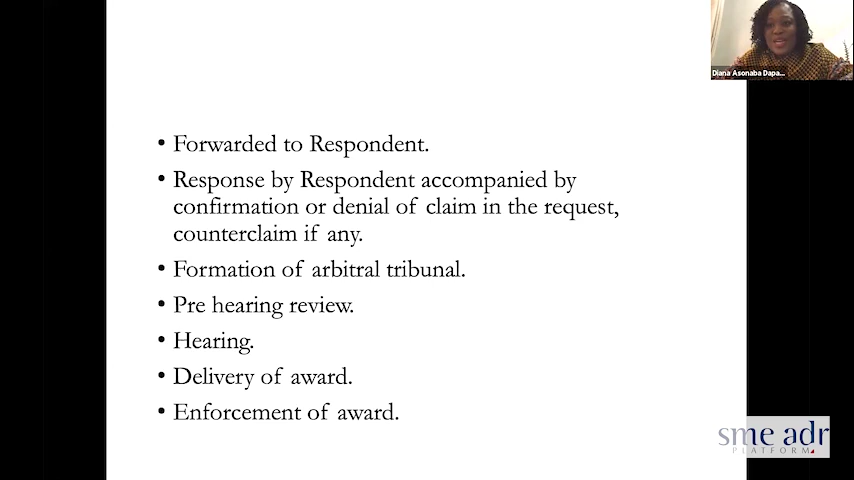 Diana Asonaba Dapa...
• Forwarded to Respondent.
• Response by Respondent accompanied by
confirmation or denial of claim in the request,
counterclaim if any.
• Formation of arbitral tribunal.
• Pre hearing review.
• Hearing.
• Delivery of award.
• Enforcement of award.
sme adr
PLATFORM